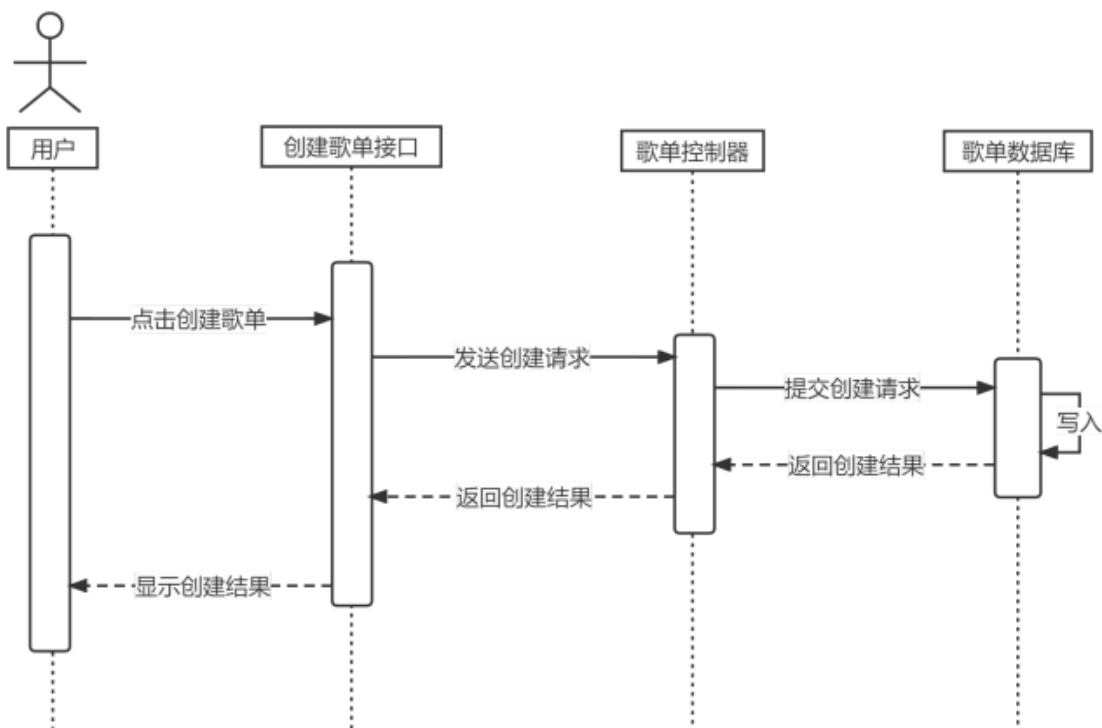 用户
创建歌单接口
歌单控制器
歌单数据库
点击创建歌单
发送创建请求
提交创建请求
写入
返回创建结果
返回创建结果
显示创建结果